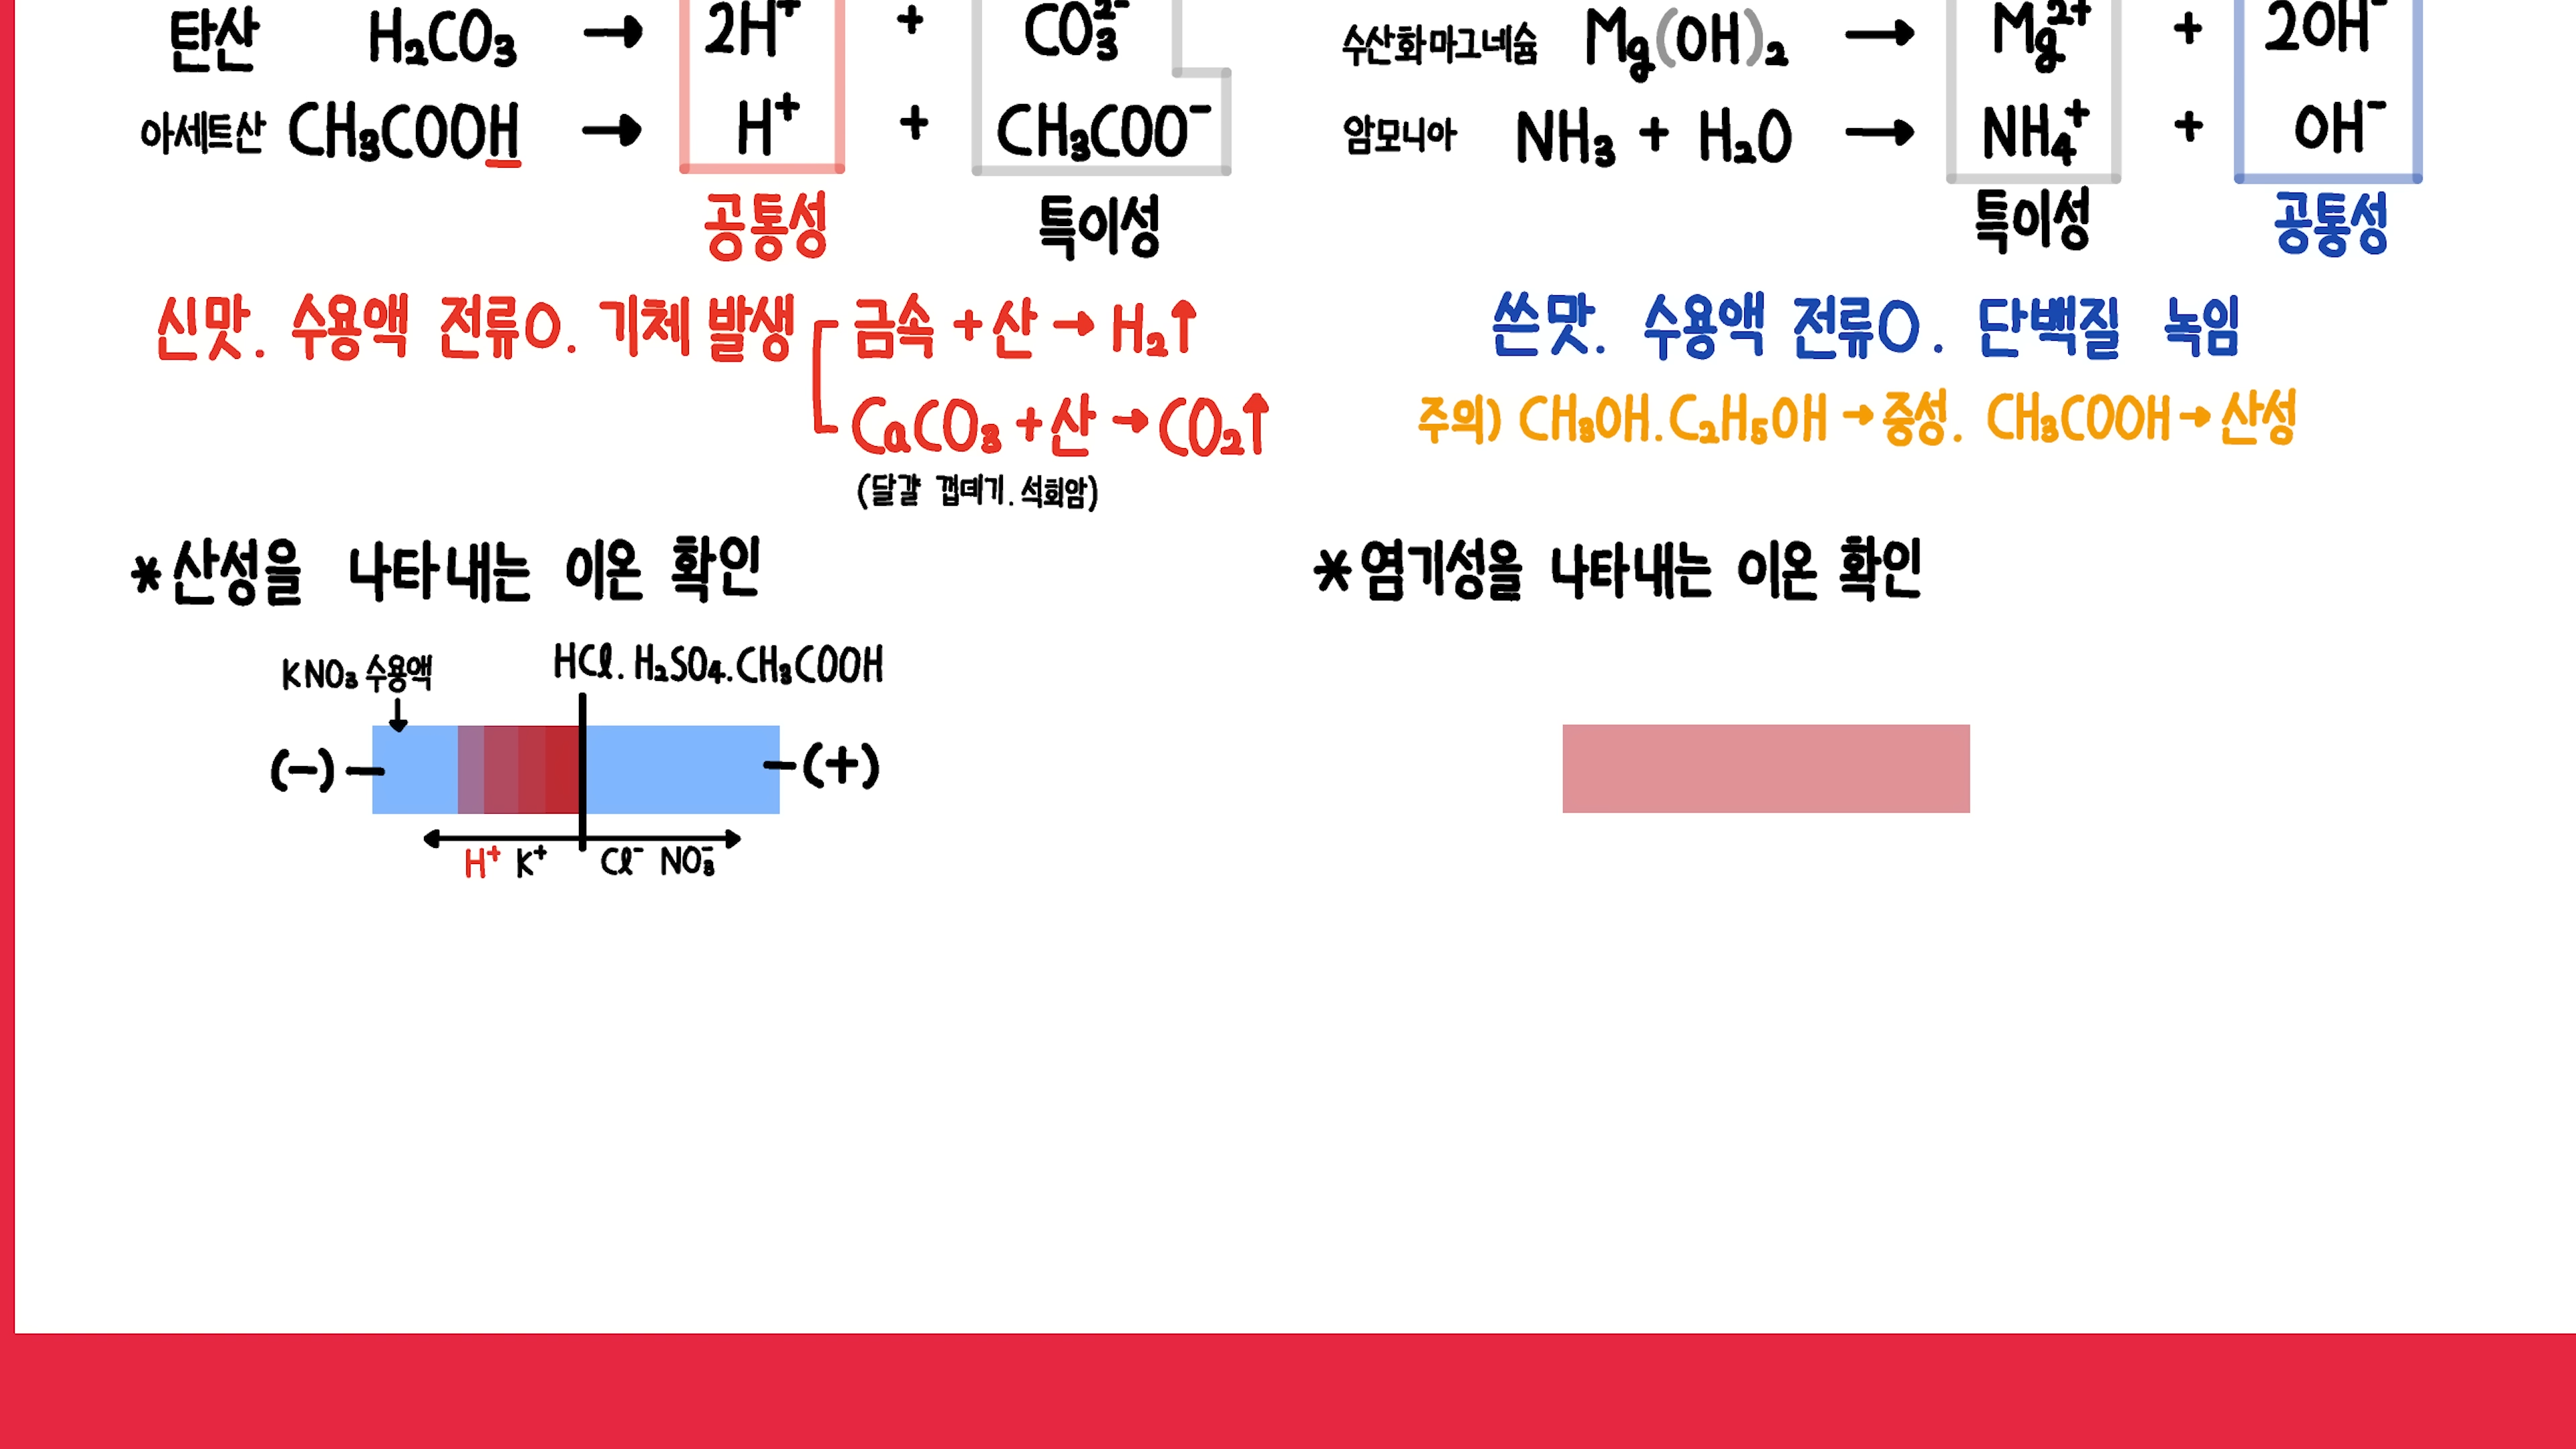 탄산 H₂CO₃ → 2H⁺ + CO₃²⁻
아세트산 CH₃COOH → H⁺ + CH₃COO⁻
공통성 특이성
신맛. 수용액 전류O. 기체 발생 금속 + 산 → H₂↑
CaCO₃ + 산 → CO₂↑
(달걀 껍데기. 석회암)
*산성을 나타내는 이온 확인
KNO₃ 수용액
HCl. H₂SO₄. CH₃COOH
(-) (+)
H⁺ K⁺ Cl⁻ NO₃⁻
수산화마그네슘 Mg(OH)₂ → Mg²⁺ + 2OH⁻
암모니아 NH₃ + H₂O → NH₄⁺ + OH⁻
특이성 공통성
쓴맛. 수용액 전류O. 단백질 녹임
주의) CH₃OH. C₂H₅OH → 중성. CH₃COOH → 산성
*염기성을 나타내는 이온 확인